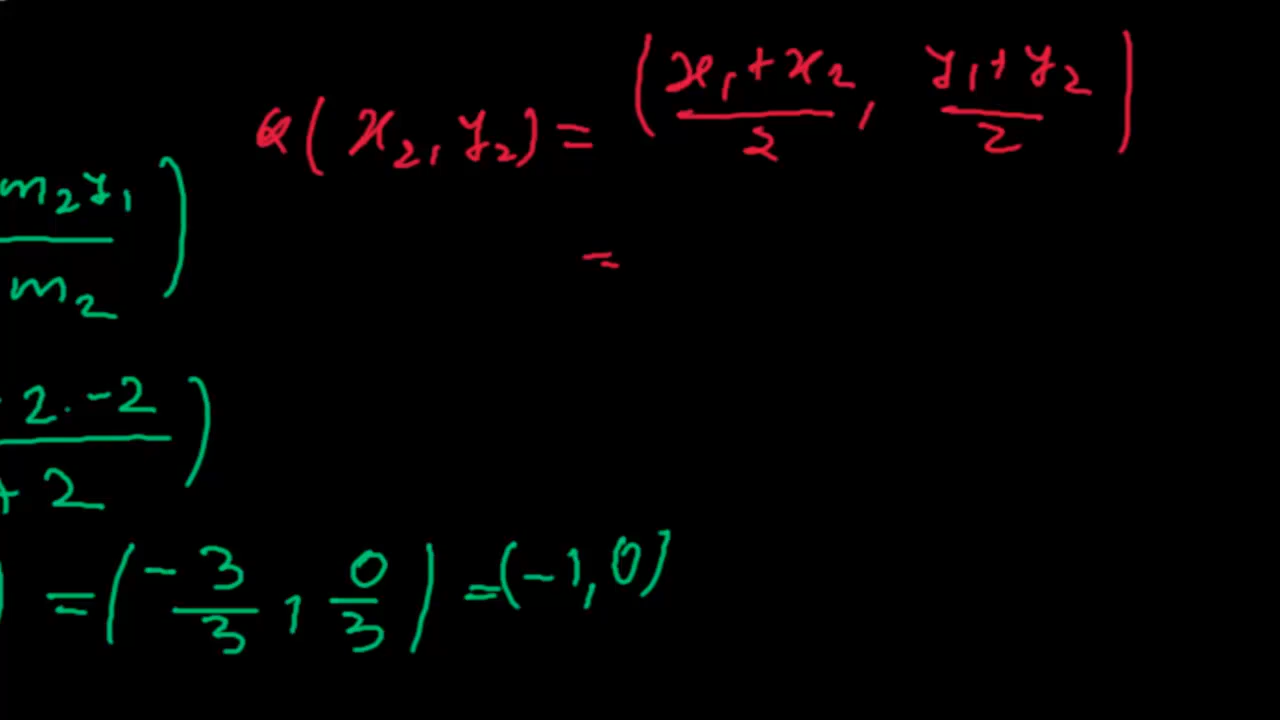 Q(x₂, y₂) = (x₁+x₂/2, y₁+y₂/2)
m₂y₁)
m₂
=
2.-2)
+ 2
) = (-3/3, 0/3) = (-1, 0)